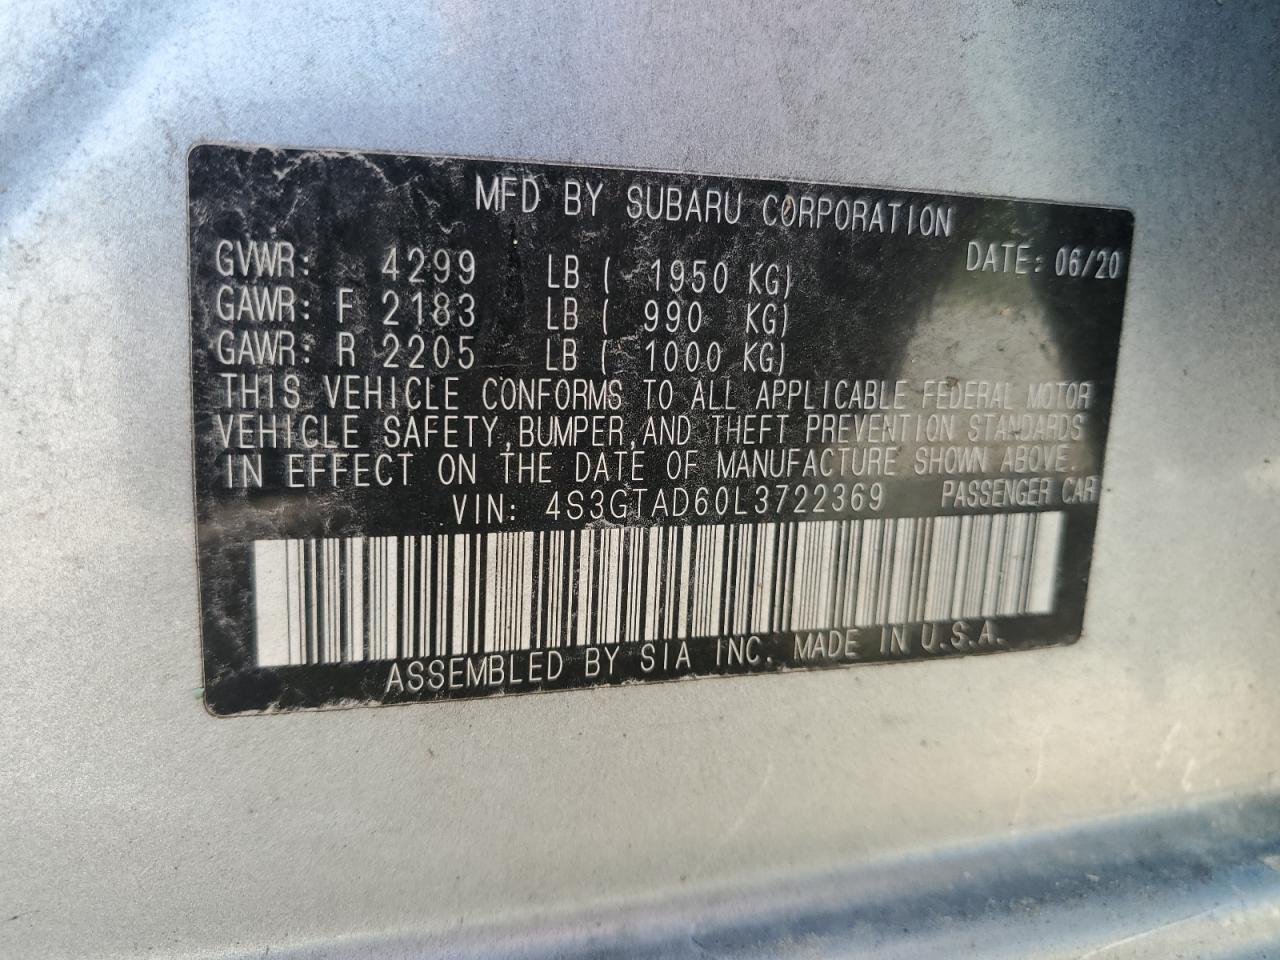 MFD BY SUBARU CORPORATION
GVWR: 4299 LB ( 1950 KG) DATE: 06/20
GAWR: F 2183 LB ( 990 KG)
GAWR: R 2205 LB ( 1000 KG)
THIS VEHICLE CONFORMS TO ALL APPLICABLE FEDERAL MOTOR
VEHICLE SAFETY, BUMPER, AND THEFT PREVENTION STANDARDS
IN EFFECT ON THE DATE OF MANUFACTURE SHOWN ABOVE.
VIN: 4S3GTAD60L3722369 PASSENGER CAR
ASSEMBLED BY SIA INC. MADE IN U.S.A.